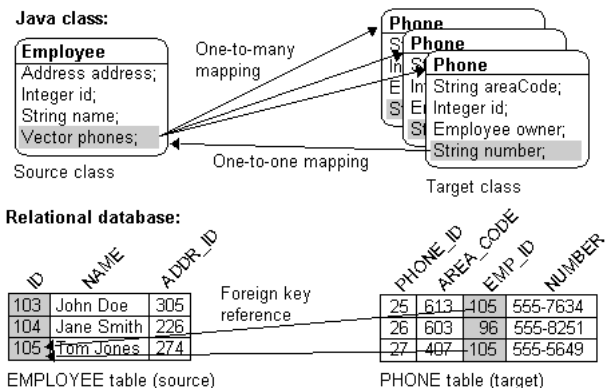 Java class:
Employee
Address address;
Integer id;
String name;
Vector phones;
Source class
One-to-many
mapping
One-to-one mapping
Phone
S
In
E
S
Phone
S
In
E
St
Phone
String areaCode;
Integer id;
Employee owner;
String number;
Target class
Relational database:
ID NAME ADDR_ID
103 John Doe 305
104 Jane Smith 226
105 Tom Jones 274
EMPLOYEE table (source)
Foreign key
reference
PHONE_ID AREA_CODE EMP_ID NUMBER
25 613 105 555-7634
26 603 96 555-8251
27 407 105 555-5649
PHONE table (target)